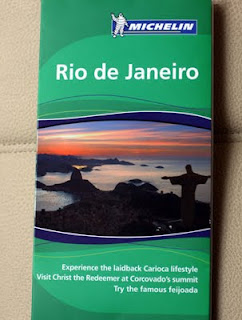 MICHELIN
Rio de Janeiro
Experience the laidback Carioca lifestyle
Visit Christ the Redeemer at Corcovado's summit
Try the famous feijoada